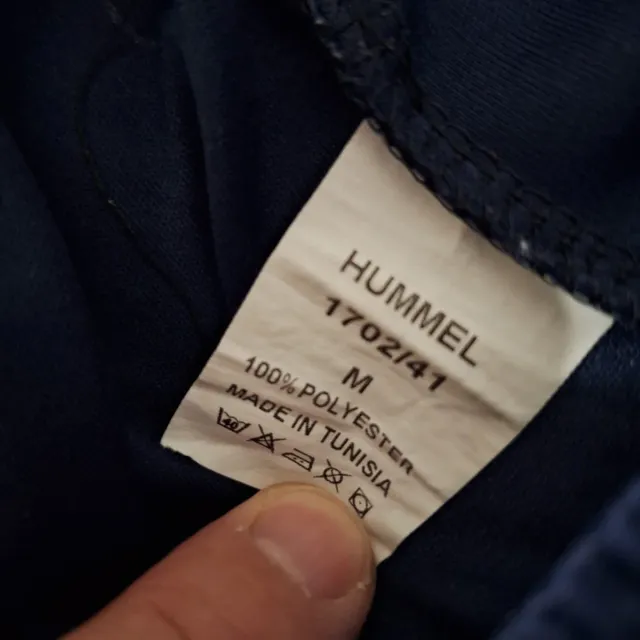 HUMMEL
1702/41
M
100% POLYESTER
MADE IN TUNISIA